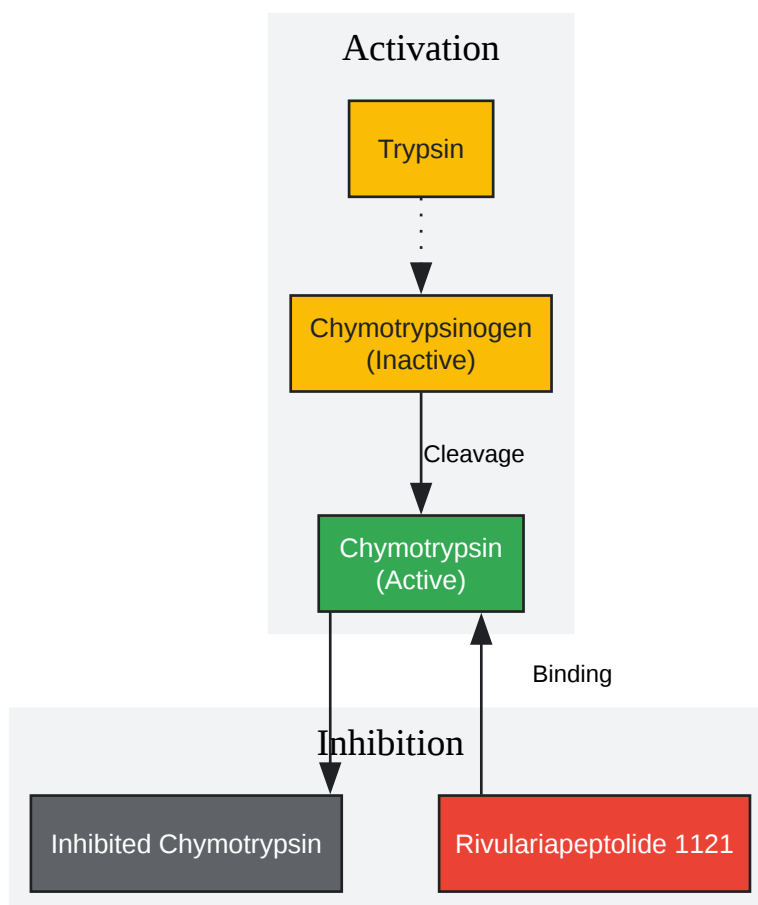 Activation
Trypsin
Chymotrypsinogen
(Inactive)
Cleavage
Chymotrypsin
(Active)
Binding
Inhibition
Inhibited Chymotrypsin
Rivulariapeptolide 1121